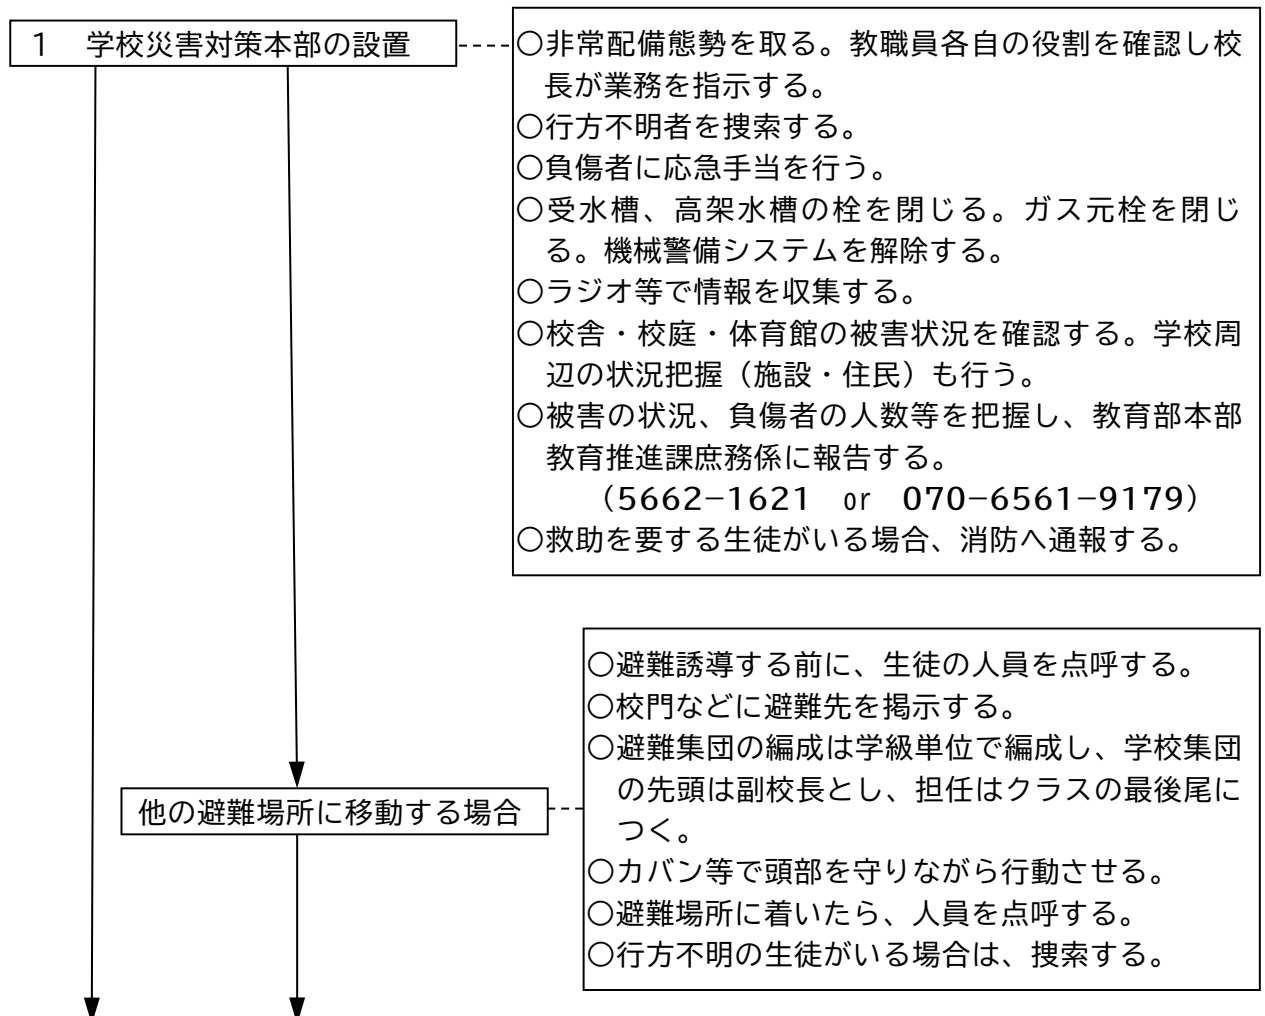 1　学校災害対策本部の設置
○非常配備態勢を取る。教職員各自の役割を確認し校
長が業務を指示する。
○行方不明者を捜索する。
○負傷者に応急手当を行う。
○受水槽、高架水槽の栓を閉じる。ガス元栓を閉じ
る。機械警備システムを解除する。
○ラジオ等で情報を収集する。
○校舎・校庭・体育館の被害状況を確認する。学校周
辺の状況把握（施設・住民）も行う。
○被害の状況、負傷者の人数等を把握し、教育部本部
教育推進課庶務係に報告する。
（5662−1621　or　070−6561−9179）
○救助を要する生徒がいる場合、消防へ通報する。
他の避難場所に移動する場合
○避難誘導する前に、生徒の人員を点呼する。
○校門などに避難先を掲示する。
○避難集団の編成は学級単位で編成し、学校集団
の先頭は副校長とし、担任はクラスの最後尾に
つく。
○カバン等で頭部を守りながら行動させる。
○避難場所に着いたら、人員を点呼する。
○行方不明の生徒がいる場合は、捜索する。